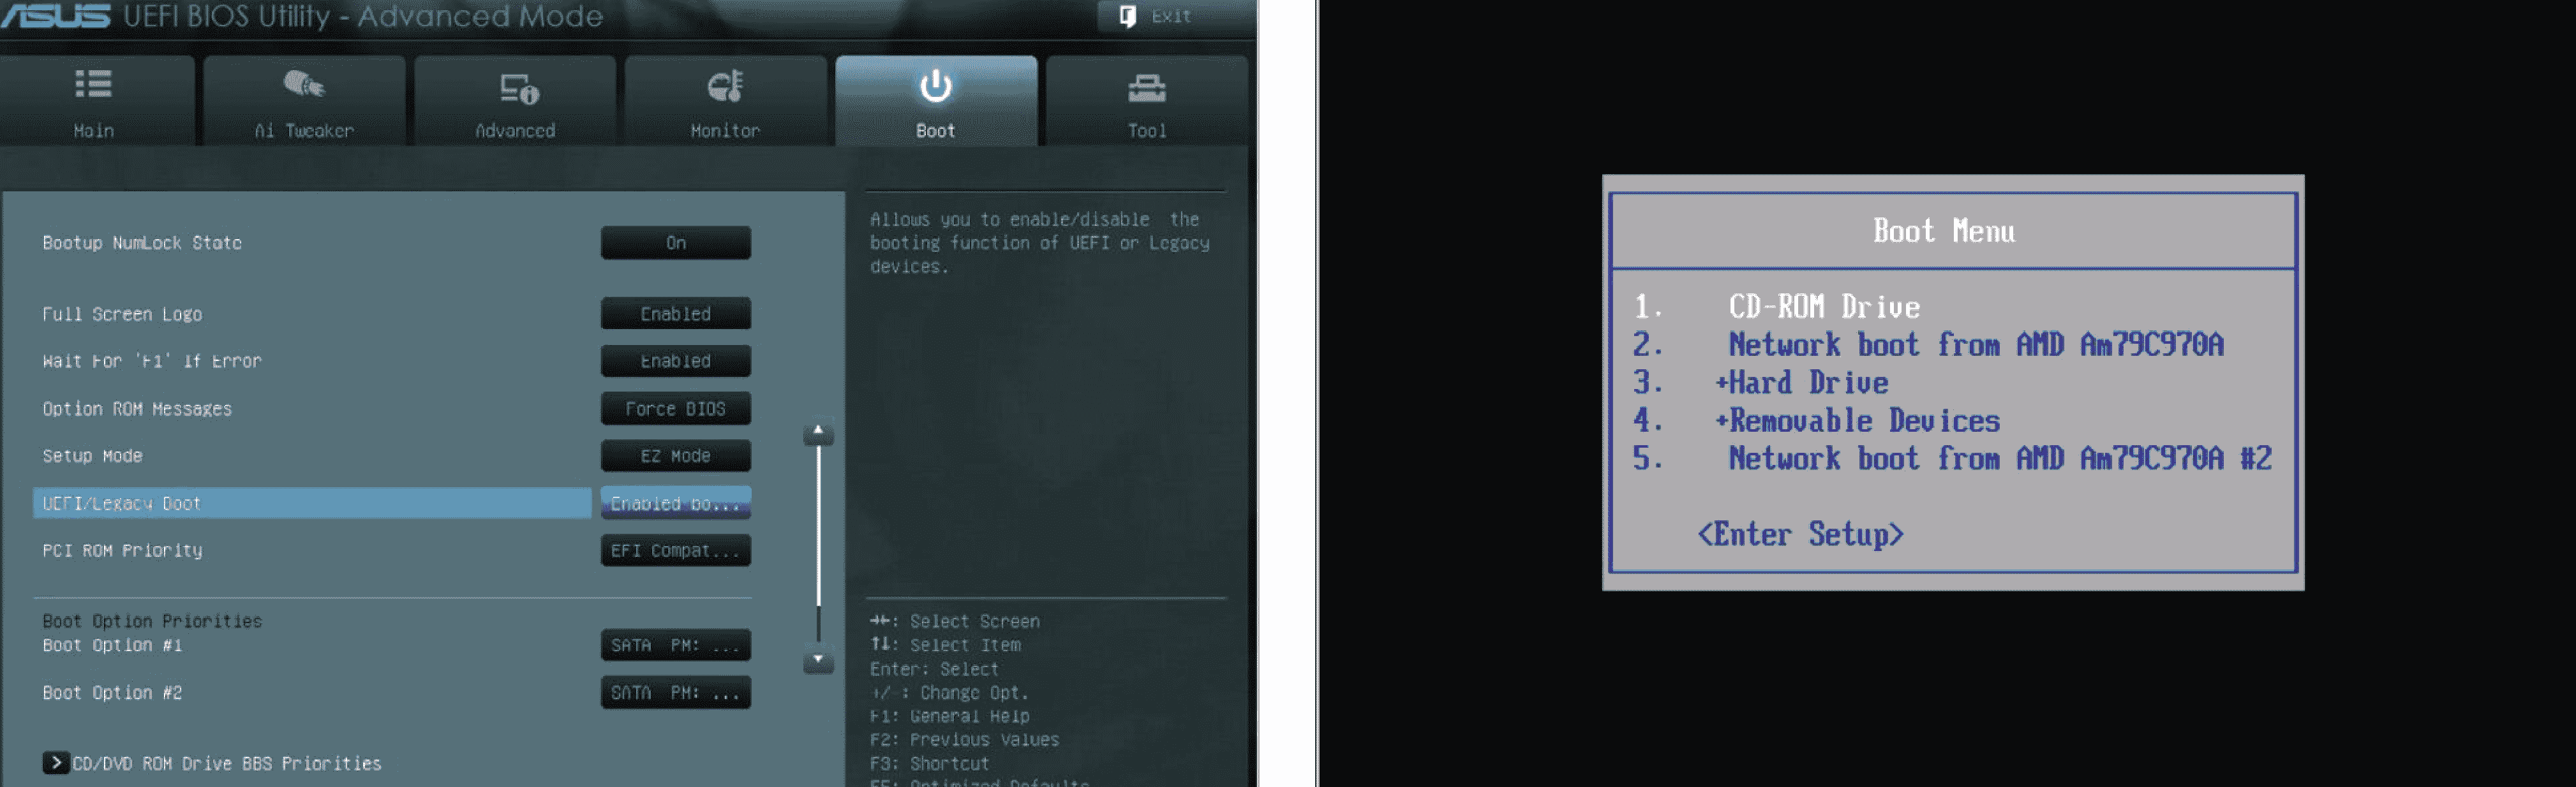 ASUS UEFI BIOS Utility - Advanced Mode
Exit
Main
Ai Tweaker
Advanced
Monitor
Boot
Tool
Bootup NumLock State
On
Full Screen Logo
Enabled
Wait For 'F1' If Error
Enabled
Option ROM Messages
Force BIOS
Setup Mode
EZ Mode
UEFI/Legacy Boot
Enabled bo...
PCI ROM Priority
EFI Compat...
Boot Option Priorities
Boot Option #1
SATA PM: ...
Boot Option #2
SATA PM: ...
> CD/DVD ROM Drive BBS Priorities
Allows you to enable/disable the
booting function of UEFI or Legacy
devices.
→←: Select Screen
↑↓: Select Item
Enter: Select
+/-: Change Opt.
F1: General Help
F2: Previous Values
F3: Shortcut
F5: Optimized Defaults
Boot Menu
1. CD-ROM Drive
2. Network boot from AMD Am79C970A
3. +Hard Drive
4. +Removable Devices
5. Network boot from AMD Am79C970A #2
<Enter Setup>